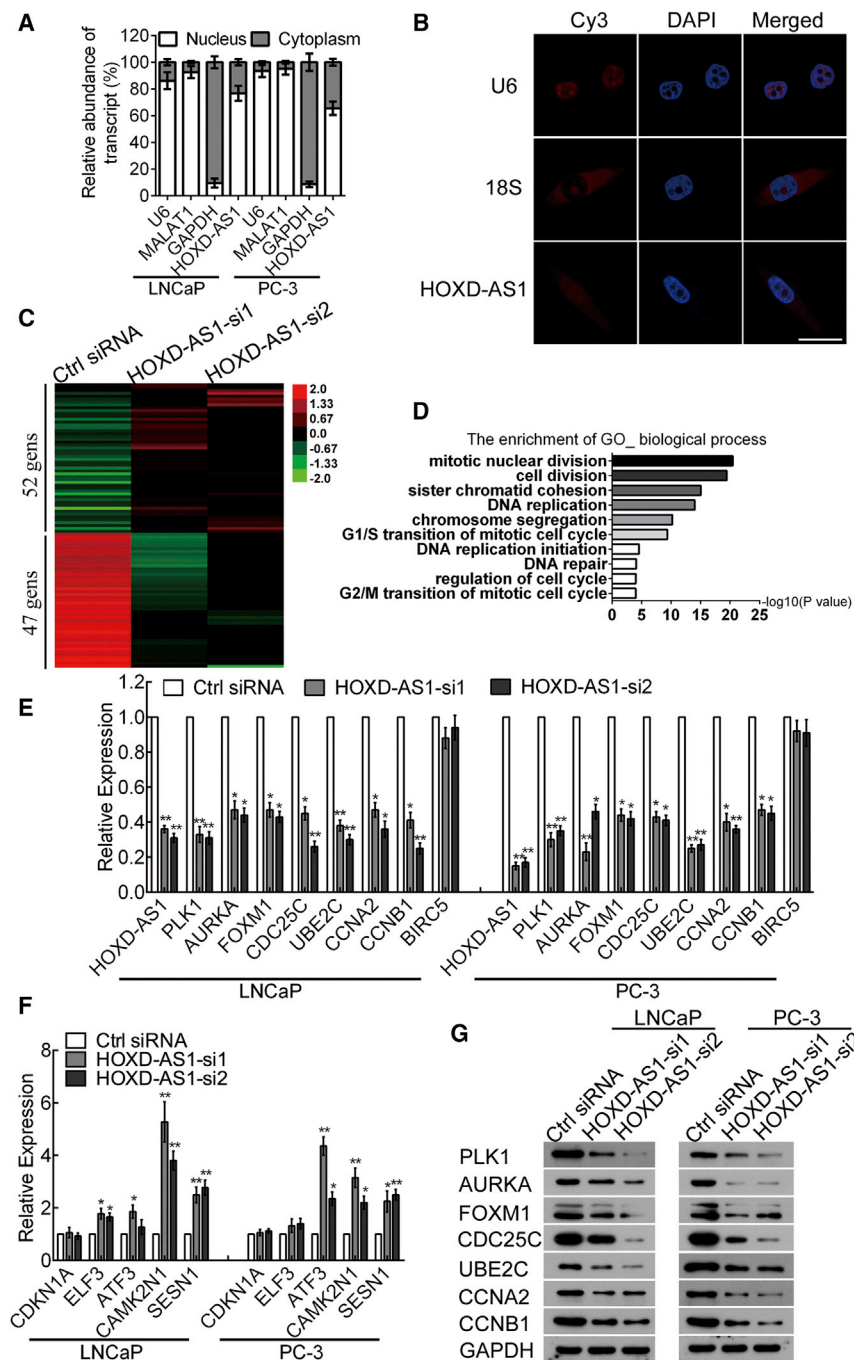 A
Nucleus Cytoplasm
Relative abundance of
transcript (%)
120
100
80
60
40
20
0
U6
MALAT1
GAPDH
HOXD-AS1
U6
MALAT1
GAPDH
HOXD-AS1
LNCaP PC-3
B
Cy3 DAPI Merged
U6
18S
HOXD-AS1
C
Ctrl siRNA
HOXD-AS1-si1
HOXD-AS1-si2
52 gens
47 gens
2.0
1.33
0.67
0.0
-0.67
-1.33
-2.0
D
The enrichment of GO_ biological process
mitotic nuclear division
cell division
sister chromatid cohesion
DNA replication
chromosome segregation
G1/S transition of mitotic cell cycle
DNA replication initiation
DNA repair
regulation of cell cycle
G2/M transition of mitotic cell cycle
0 5 10 15 20 25
-log10(P value)
E
Ctrl siRNA HOXD-AS1-si1 HOXD-AS1-si2
Relative Expression
1.2
1.0
0.8
0.6
0.4
0.2
0.0
** ** ** ** * * * * * ** ** ** * * * **
** ** ** ** ** * * * * * ** ** * ** * *
HOXD-AS1
PLK1
AURKA
FOXM1
CDC25C
UBE2C
CCNA2
CCNB1
BIRC5
HOXD-AS1
PLK1
AURKA
FOXM1
CDC25C
UBE2C
CCNA2
CCNB1
BIRC5
LNCaP PC-3
F
Ctrl siRNA
HOXD-AS1-si1
HOXD-AS1-si2
Relative Expression
8
6
4
2
0
* * * ** ** ** **
** * ** * * **
CDKN1A
ELF3
ATF3
CAMK2N1
SESN1
CDKN1A
ELF3
ATF3
CAMK2N1
SESN1
LNCaP PC-3
G
LNCaP PC-3
Ctrl siRNA
HOXD-AS1-si1
HOXD-AS1-si2
Ctrl siRNA
HOXD-AS1-si1
HOXD-AS1-si2
PLK1
AURKA
FOXM1
CDC25C
UBE2C
CCNA2
CCNB1
GAPDH